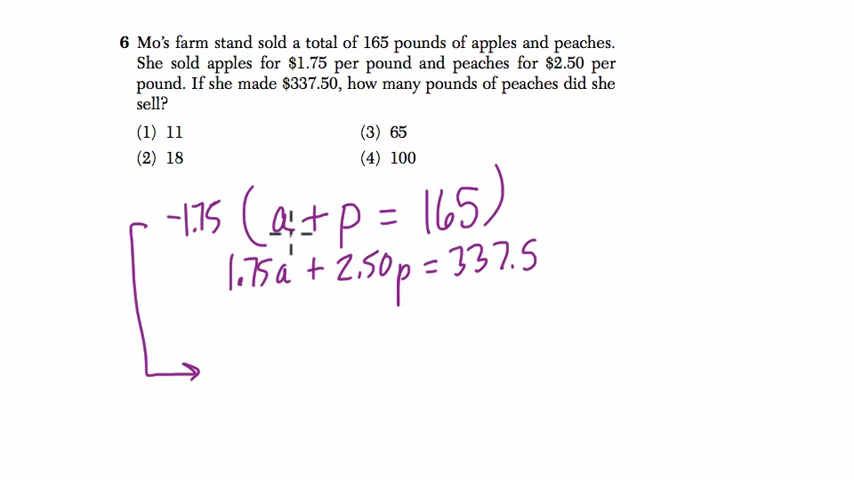 6 Mo's farm stand sold a total of 165 pounds of apples and peaches.
She sold apples for $1.75 per pound and peaches for $2.50 per
pound. If she made $337.50, how many pounds of peaches did she
sell?
(1) 11 (3) 65
(2) 18 (4) 100
-1.75 (a + p = 165)
1.75a + 2.50p = 337.5